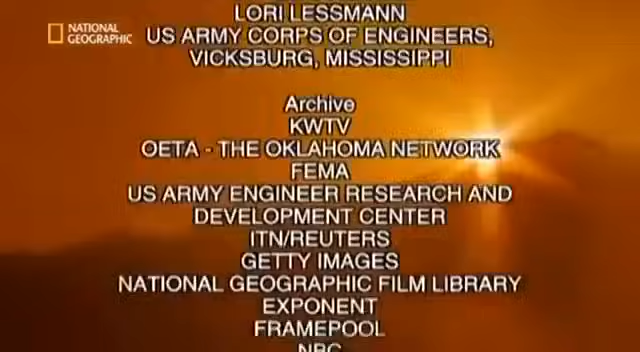 NATIONAL
GEOGRAPHIC
LORI LESSMANN
US ARMY CORPS OF ENGINEERS,
VICKSBURG, MISSISSIPPI
Archive
KWTV
OETA - THE OKLAHOMA NETWORK
FEMA
US ARMY ENGINEER RESEARCH AND
DEVELOPMENT CENTER
ITN/REUTERS
GETTY IMAGES
NATIONAL GEOGRAPHIC FILM LIBRARY
EXPONENT
FRAMEPOOL
NBC